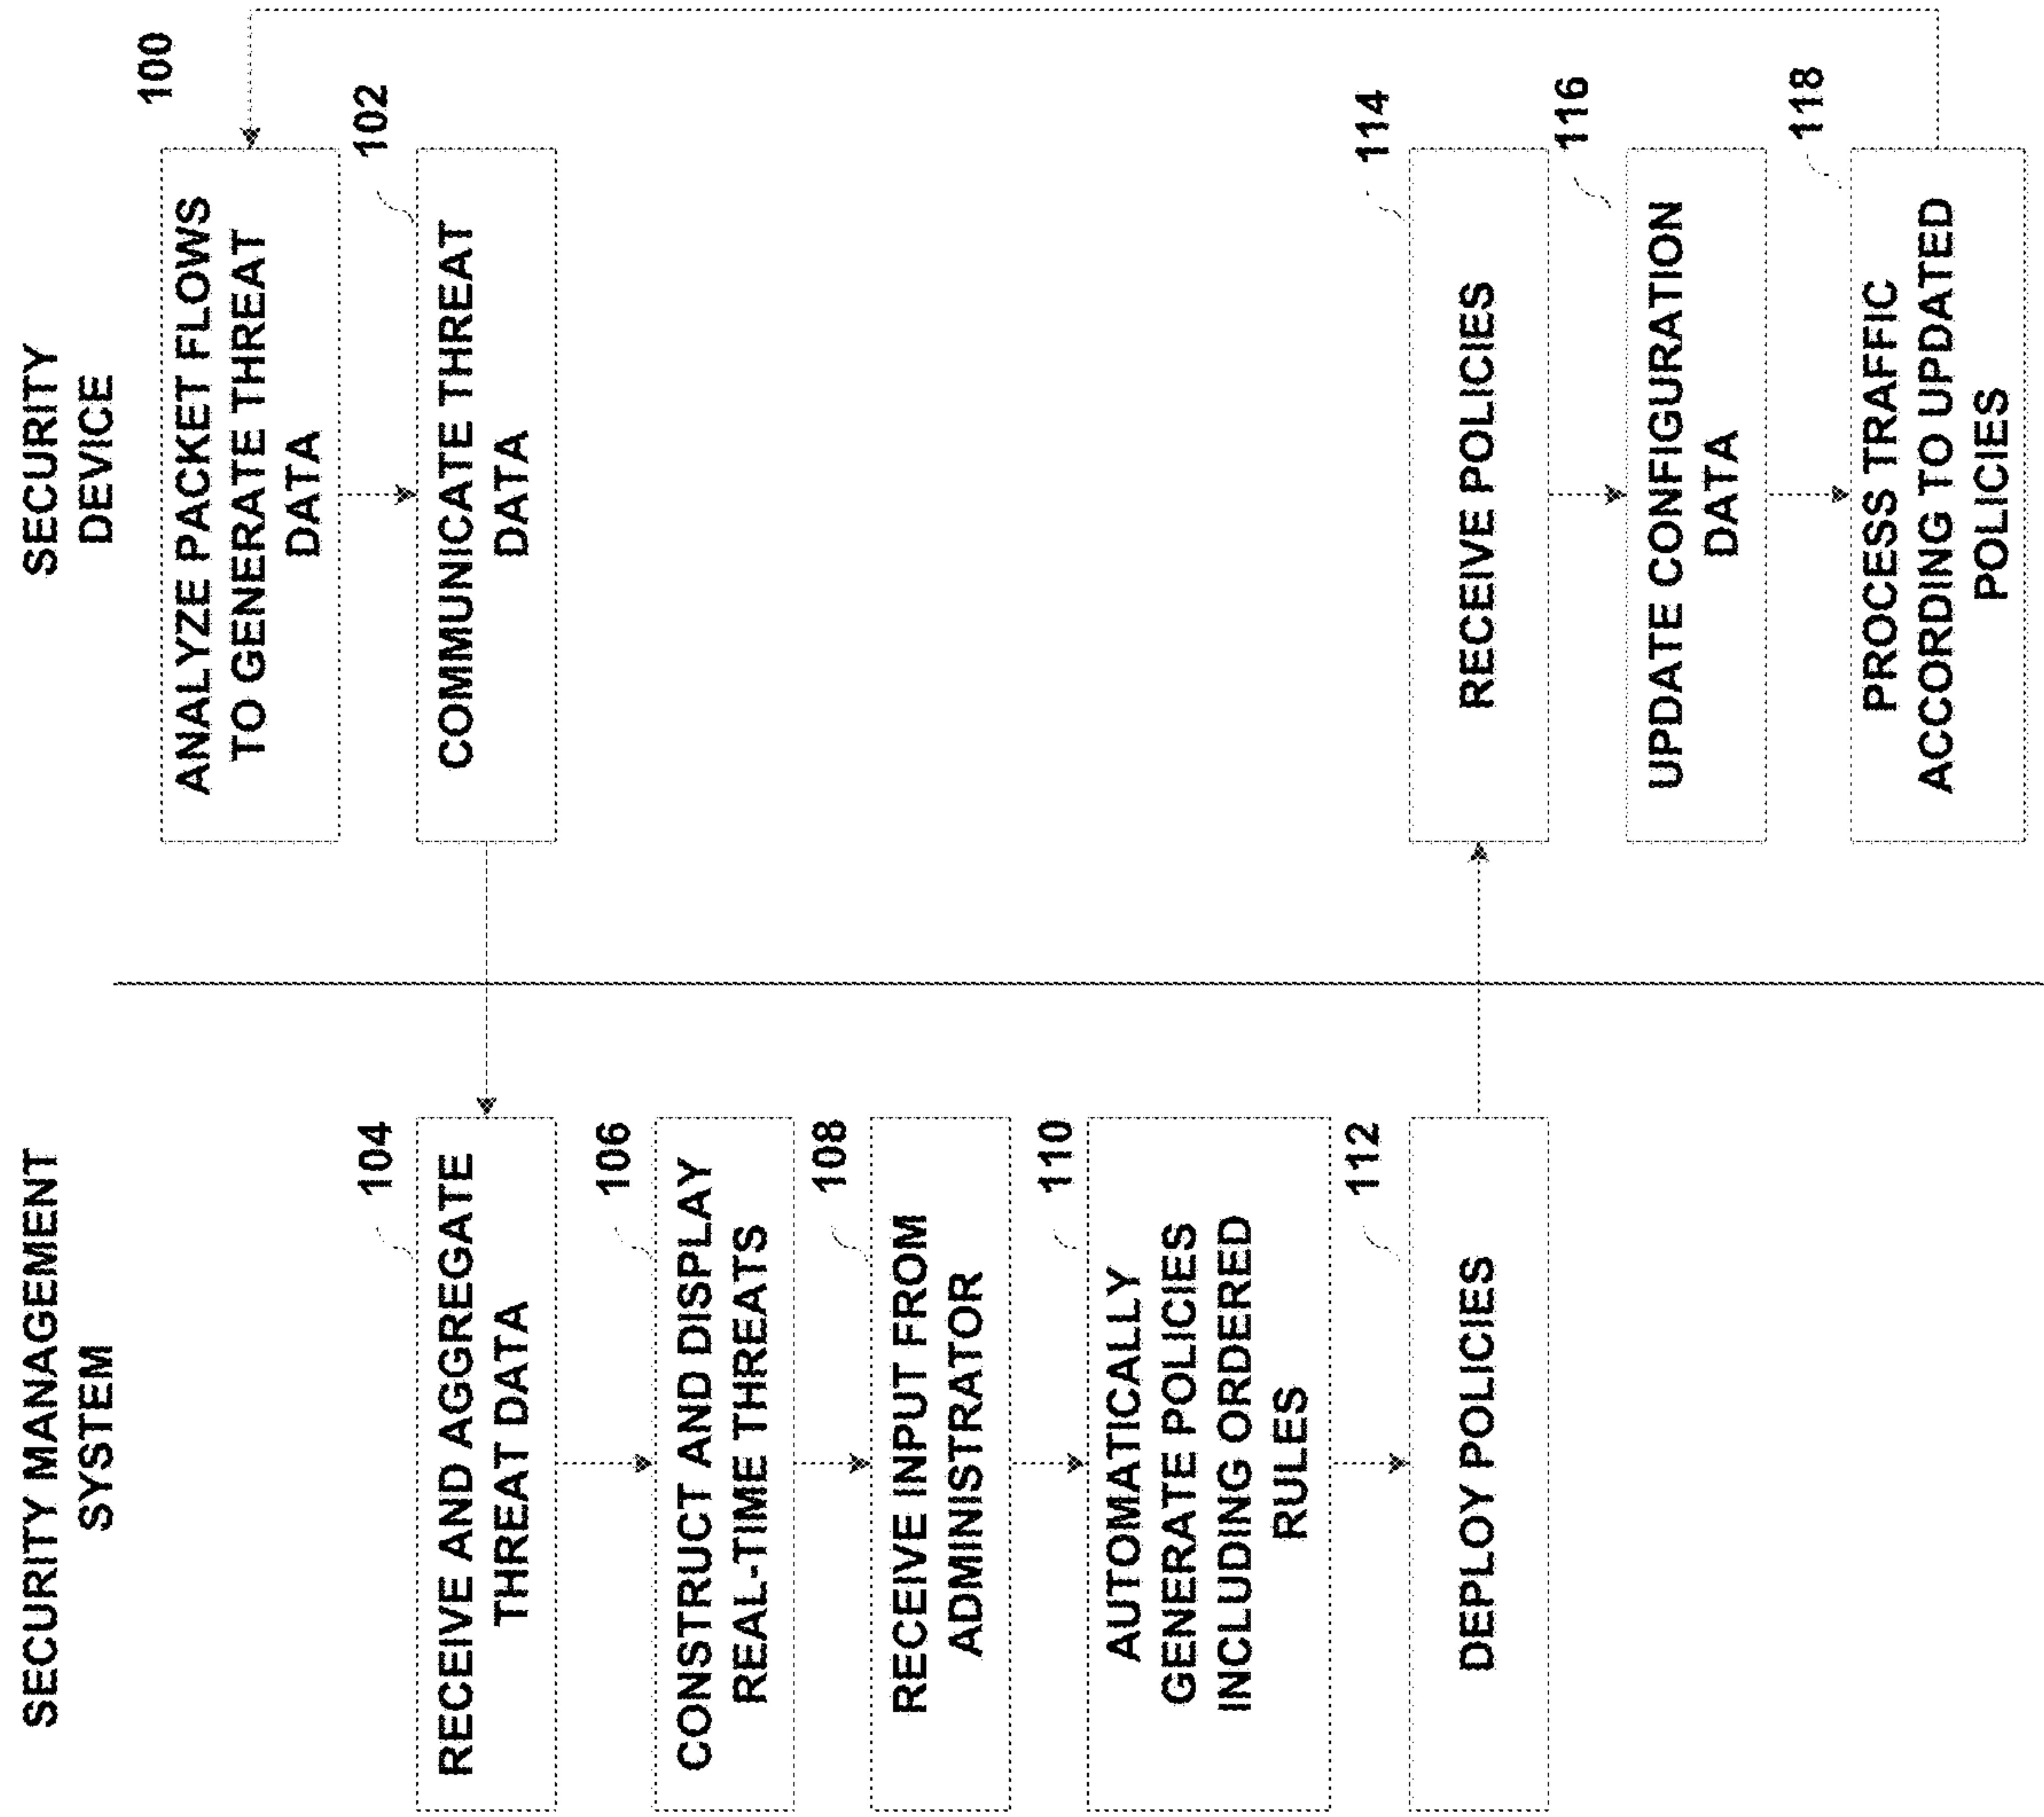 SECURITY MANAGEMENT
SYSTEM
SECURITY
DEVICE
100
ANALYZE PACKET FLOWS
TO GENERATE THREAT
DATA
102
COMMUNICATE THREAT
DATA
104
RECEIVE AND AGGREGATE
THREAT DATA
106
CONSTRUCT AND DISPLAY
REAL-TIME THREATS
108
RECEIVE INPUT FROM
ADMINISTRATOR
110
AUTOMATICALLY
GENERATE POLICIES
INCLUDING ORDERED
RULES
112
DEPLOY POLICIES
114
RECEIVE POLICIES
116
UPDATE CONFIGURATION
DATA
118
PROCESS TRAFFIC
ACCORDING TO UPDATED
POLICIES